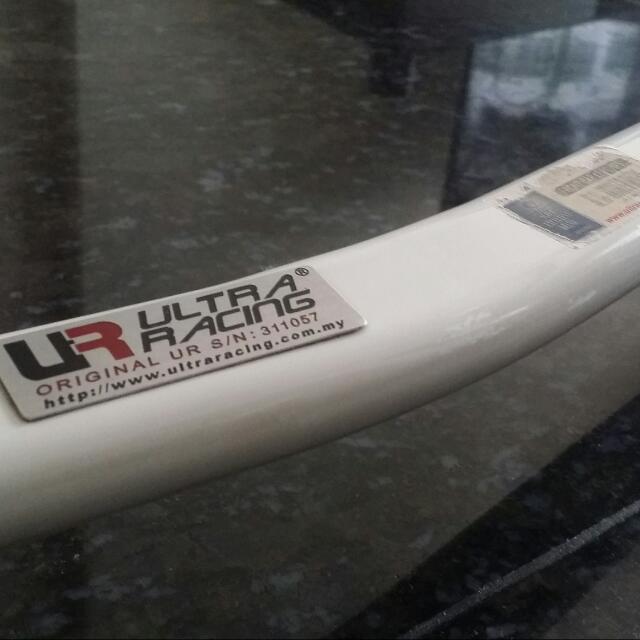 UR ULTRA
RACING®
ORIGINAL UR S/N: 311057
http://www.ultraracing.com.my